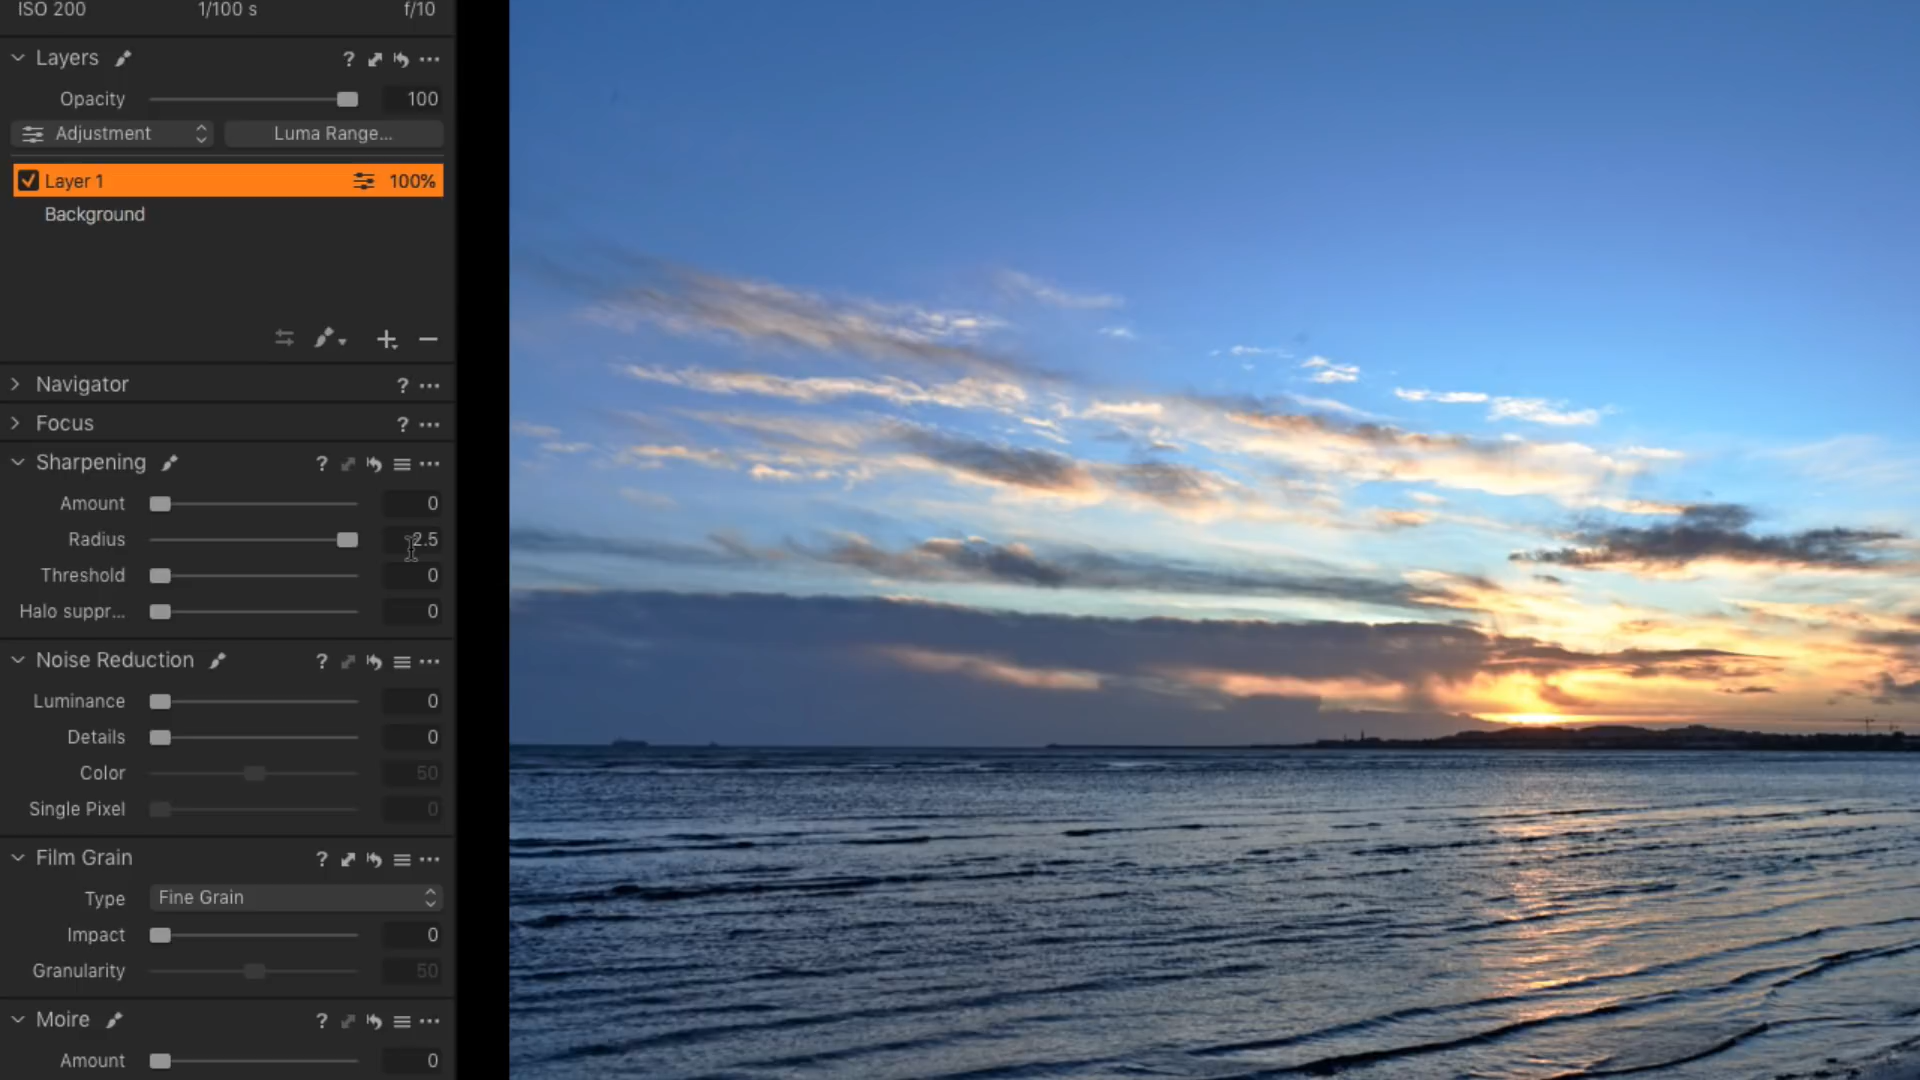 ISO 200 1/100 s f/10
Layers ?
Opacity 100
Adjustment Luma Range...
Layer 1 100%
Background
Navigator ?
Focus ?
Sharpening ?
Amount 0
Radius 2.5
Threshold 0
Halo suppr... 0
Noise Reduction ?
Luminance 0
Details 0
Color 50
Single Pixel 0
Film Grain ?
Type Fine Grain
Impact 0
Granularity 50
Moire ?
Amount 0